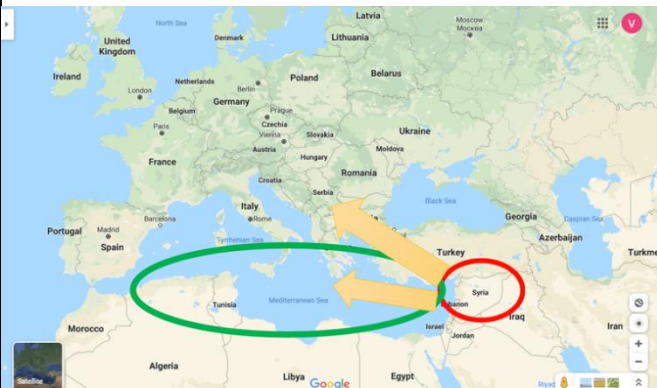 North Sea
Latvia
Moscow
Москва
V
United
Kingdom
Denmark
Lithuania
Ireland
Netherlands
Berlin
Poland
Belarus
London
Germany
Belgium
Prague
Czechia
Paris
Vienna
Slovakia
Ukraine
Austria
Hungary
Moldova
France
Romania
Croatia
Serbia
Italy
Black Sea
Georgia
Caspian Sea
Portugal
Madrid
Barcelona
Rome
Spain
Tyrrhenian Sea
Azerbaijan
Turkey
Turkme
Syria
Tunisia
Mediterranean Sea
Lebanon
Iraq
Iran
Morocco
Israel
Jordan
Algeria
Libya
Egypt
Satellite
Google
Riyad